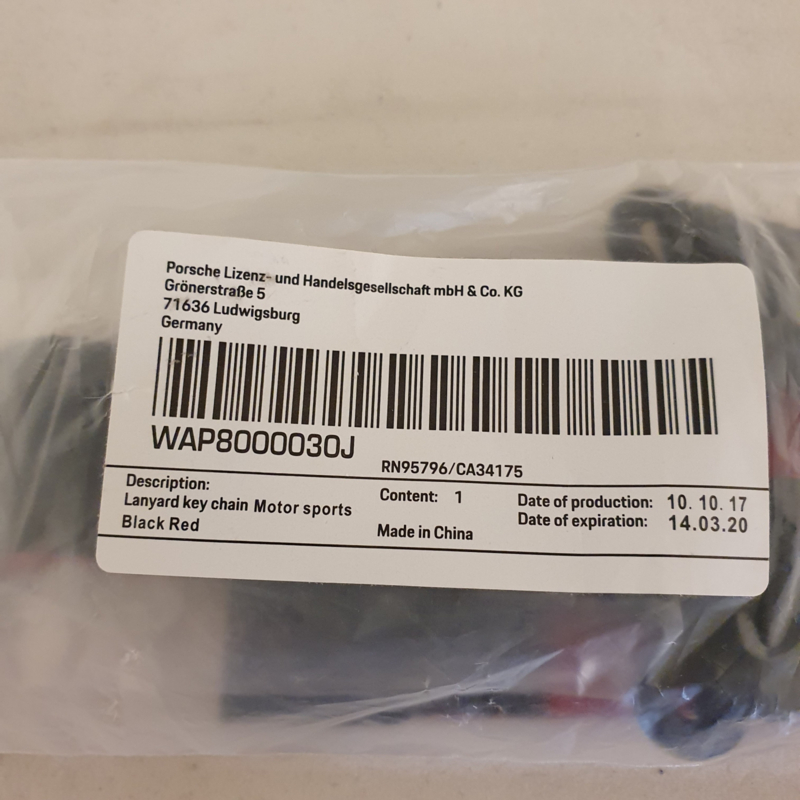 Porsche Lizenz- und Handelsgesellschaft mbH & Co. KG
Grönerstraße 5
71636 Ludwigsburg
Germany
WAP8000030J
RN95796/CA34175
Description:
Lanyard key chain Motor sports
Black Red
Content: 1
Made in China
Date of production: 10. 10. 17
Date of expiration: 14.03.20